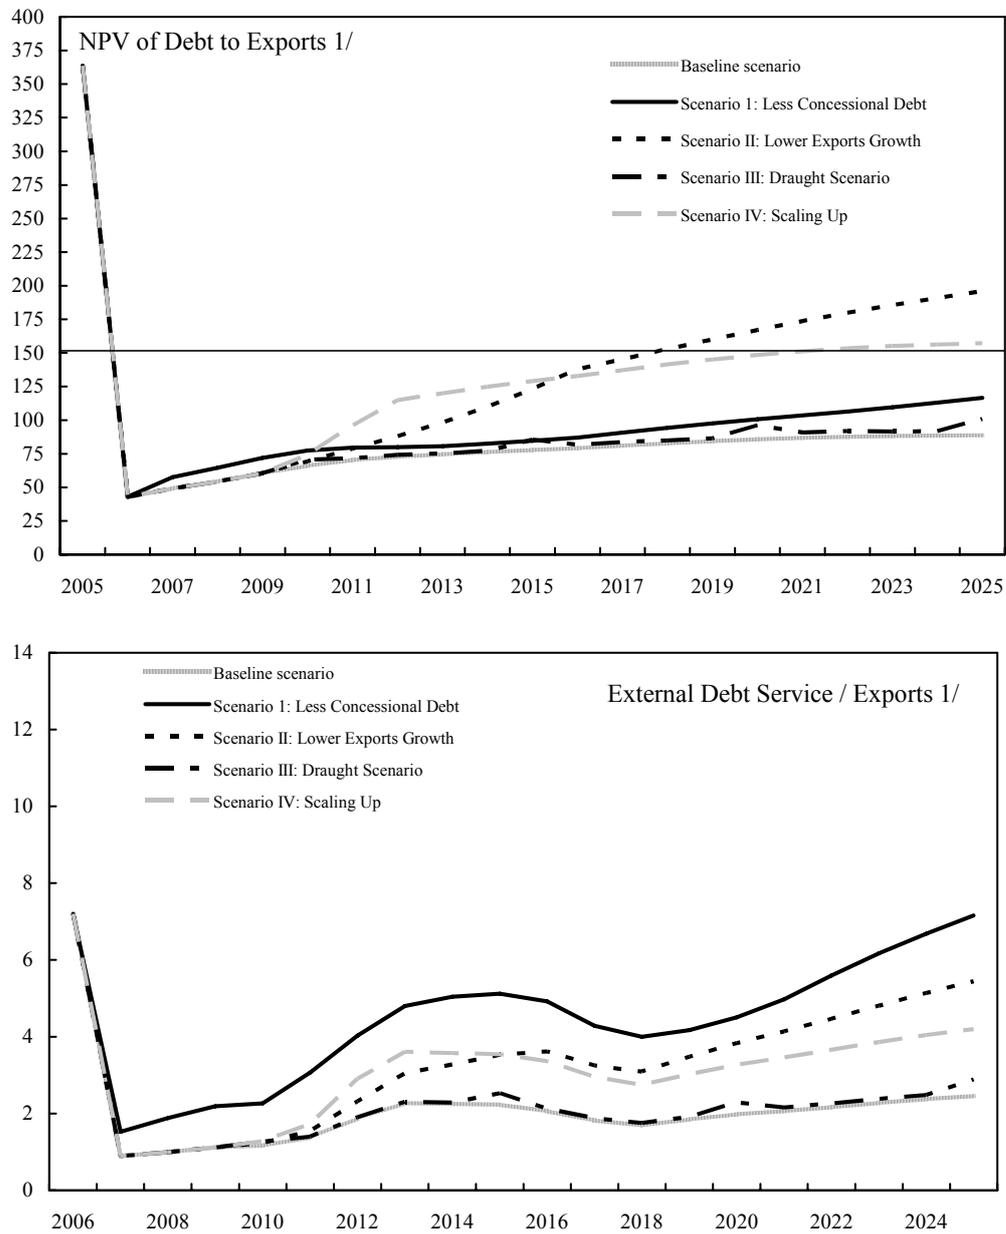 NPV of Debt to Exports 1/
400
375
350
325
300
275
250
225
200
175
150
125
100
75
50
25
0
Baseline scenario
Scenario 1: Less Concessional Debt
Scenario II: Lower Exports Growth
Scenario III: Draught Scenario
Scenario IV: Scaling Up
2005 2007 2009 2011 2013 2015 2017 2019 2021 2023 2025
External Debt Service / Exports 1/
14
12
10
8
6
4
2
0
Baseline scenario
Scenario 1: Less Concessional Debt
Scenario II: Lower Exports Growth
Scenario III: Draught Scenario
Scenario IV: Scaling Up
2006 2008 2010 2012 2014 2016 2018 2020 2022 2024